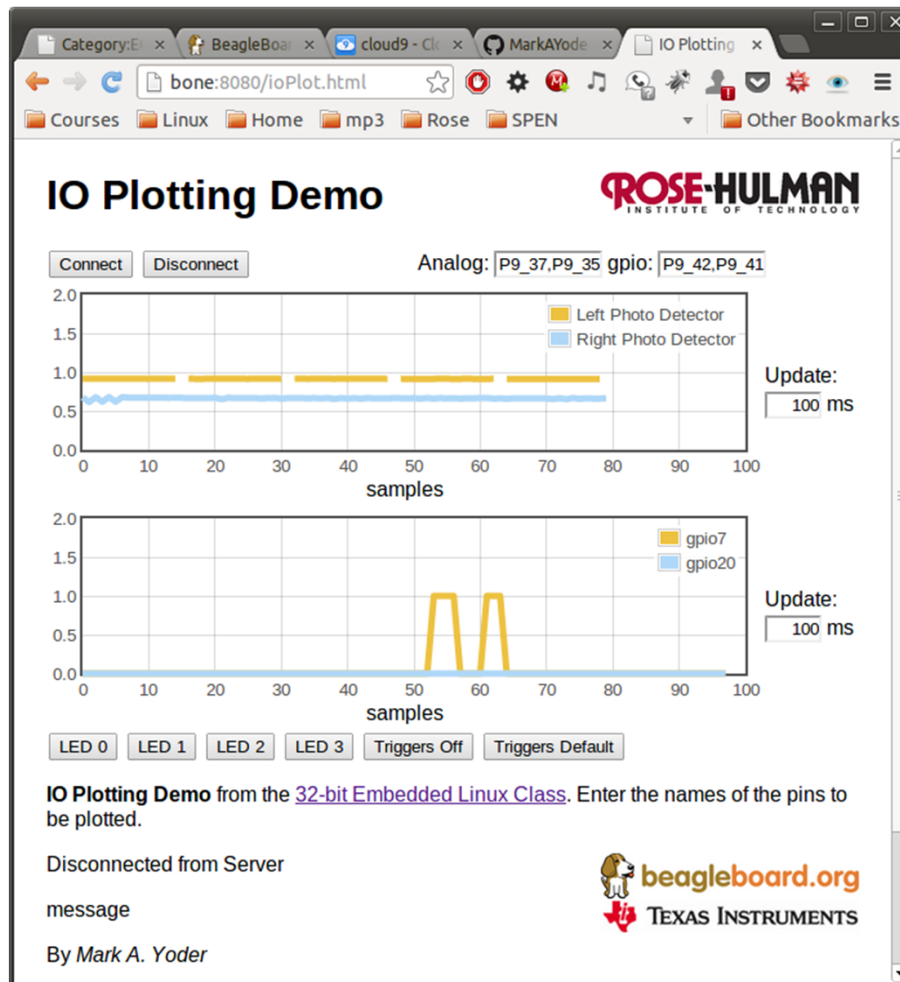 Category:E
BeagleBoar
cloud9 - Cl
MarkAYode
IO Plotting
bone:8080/ioPlot.html
Courses Linux Home mp3 Rose SPEN Other Bookmarks
IO Plotting Demo
ROSE-HULMAN
INSTITUTE OF TECHNOLOGY
Connect Disconnect Analog: P9_37,P9_35 gpio: P9_42,P9_41
2.0
1.5
1.0
0.5
0.0
Left Photo Detector
Right Photo Detector
Update:
100 ms
0 10 20 30 40 50 60 70 80 90 100
samples
2.0
1.5
1.0
0.5
0.0
gpio7
gpio20
Update:
100 ms
0 10 20 30 40 50 60 70 80 90 100
samples
LED 0 LED 1 LED 2 LED 3 Triggers Off Triggers Default
IO Plotting Demo from the 32-bit Embedded Linux Class. Enter the names of the pins to
be plotted.
Disconnected from Server
message
By Mark A. Yoder
beagleboard.org
TEXAS INSTRUMENTS